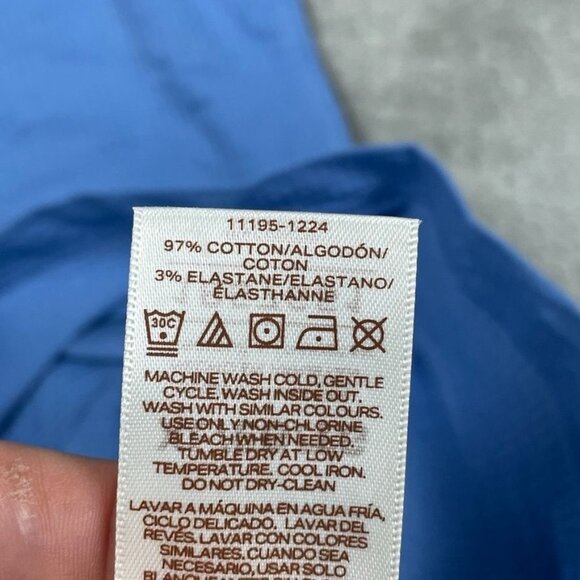 11195-1224
97% COTTON/ALGODÓN/
COTON
3% ELASTANE/ELASTANO/
ÉLASTHANNE
30C
MACHINE WASH COLD, GENTLE
CYCLE. WASH INSIDE OUT.
WASH WITH SIMILAR COLOURS.
USE ONLY NON-CHLORINE
BLEACH WHEN NEEDED.
TUMBLE DRY AT LOW
TEMPERATURE. COOL IRON.
DO NOT DRY-CLEAN
LAVAR A MÁQUINA EN AGUA FRÍA,
CICLO DELICADO. LAVAR DEL
REVÉS. LAVAR CON COLORES
SIMILARES. CUANDO SEA
NECESARIO, USAR SOLO